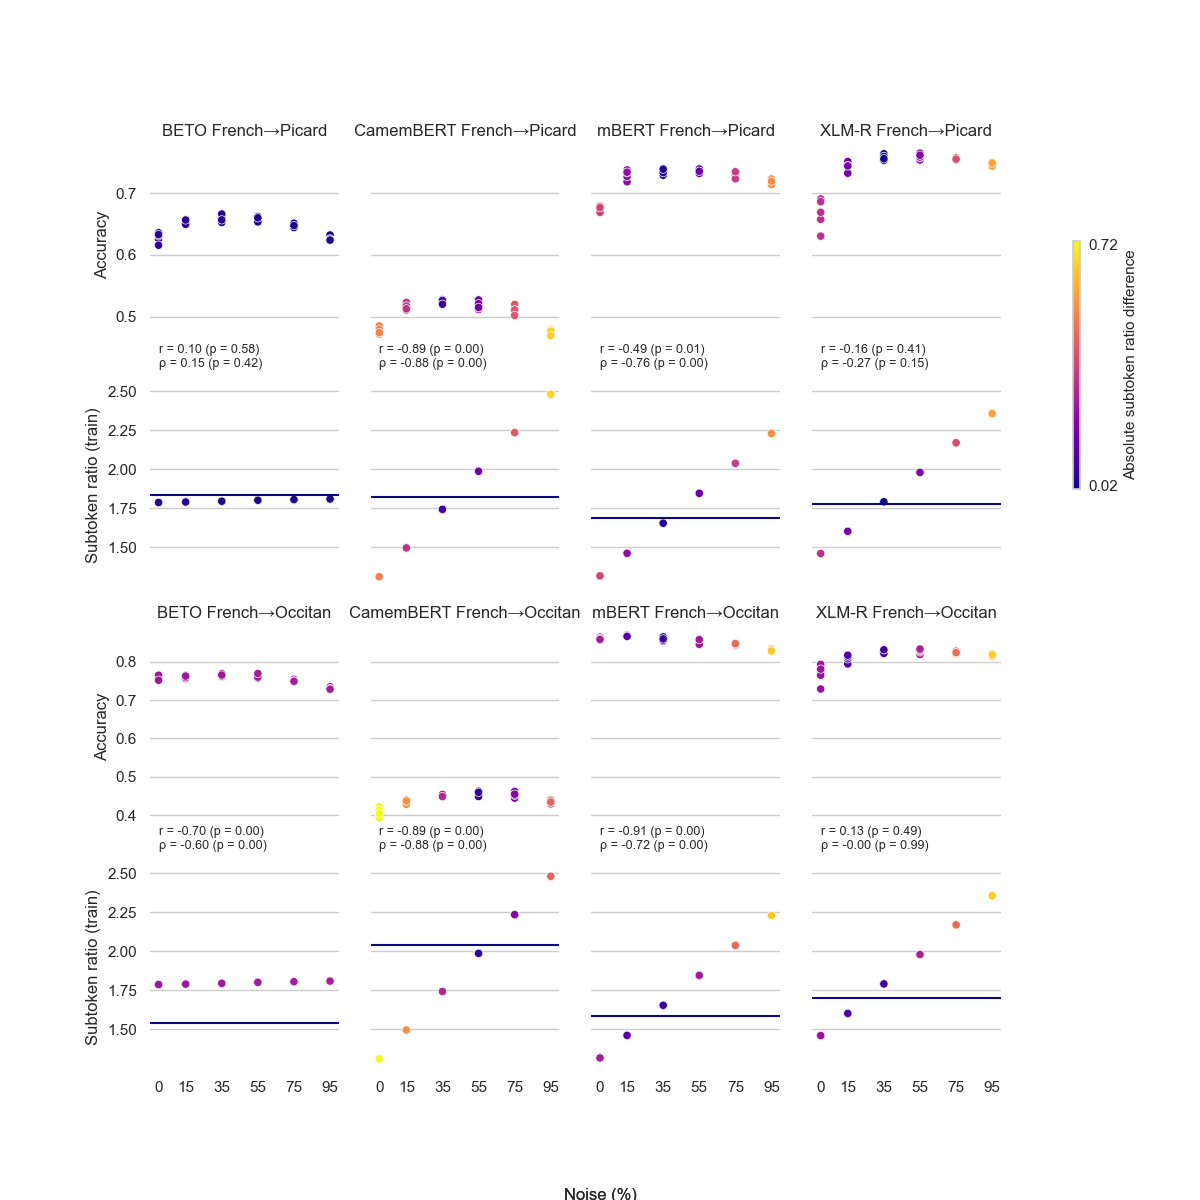 BETO French→Picard
CamemBERT French→Picard
mBERT French→Picard
XLM-R French→Picard
Accuracy
0.7
0.6
0.5
r = 0.10 (p = 0.58)
ρ = 0.15 (p = 0.42)
r = -0.89 (p = 0.00)
ρ = -0.88 (p = 0.00)
r = -0.49 (p = 0.01)
ρ = -0.76 (p = 0.00)
r = -0.16 (p = 0.41)
ρ = -0.27 (p = 0.15)
Subtoken ratio (train)
2.50
2.25
2.00
1.75
1.50
0.72
0.02
Absolute subtoken ratio difference
BETO French→Occitan
CamemBERT French→Occitan
mBERT French→Occitan
XLM-R French→Occitan
Accuracy
0.8
0.7
0.6
0.5
0.4
r = -0.70 (p = 0.00)
ρ = -0.60 (p = 0.00)
r = -0.89 (p = 0.00)
ρ = -0.88 (p = 0.00)
r = -0.91 (p = 0.00)
ρ = -0.72 (p = 0.00)
r = 0.13 (p = 0.49)
ρ = -0.00 (p = 0.99)
Subtoken ratio (train)
2.50
2.25
2.00
1.75
1.50
0 15 35 55 75 95
0 15 35 55 75 95
0 15 35 55 75 95
0 15 35 55 75 95
Noise (%)